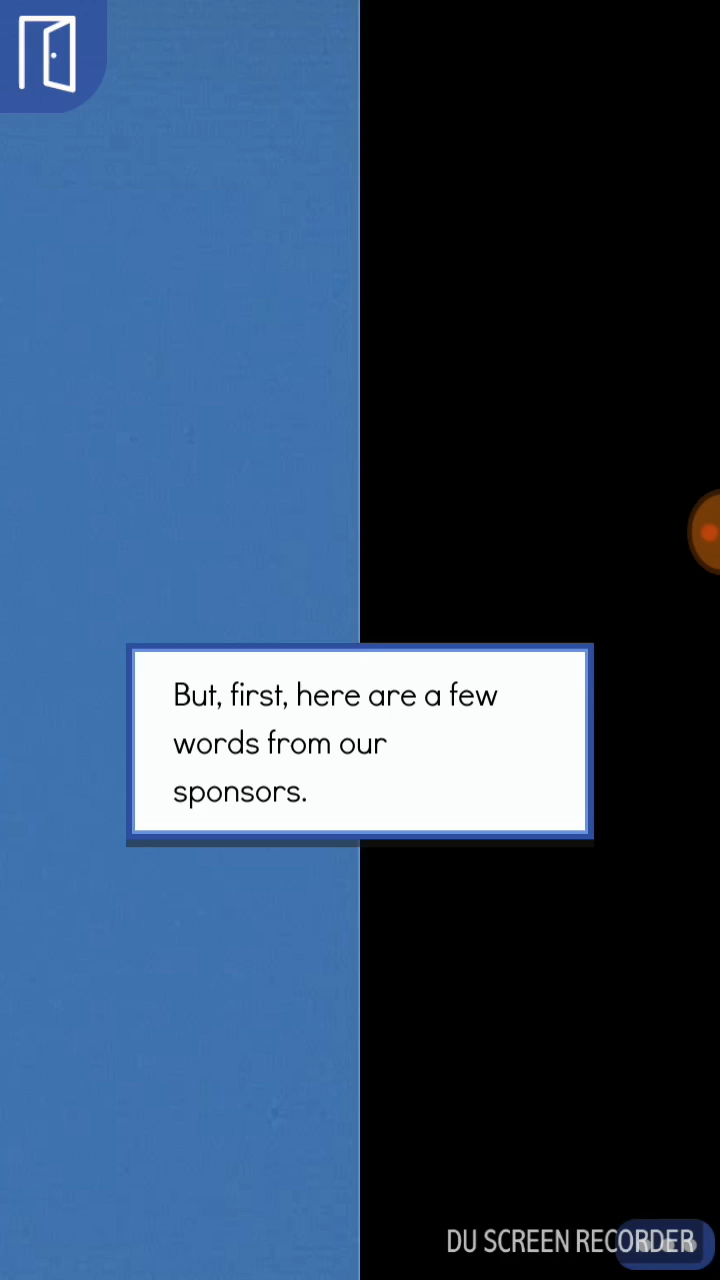 But, first, here are a few
words from our
sponsors.
DU SCREEN RECORDER